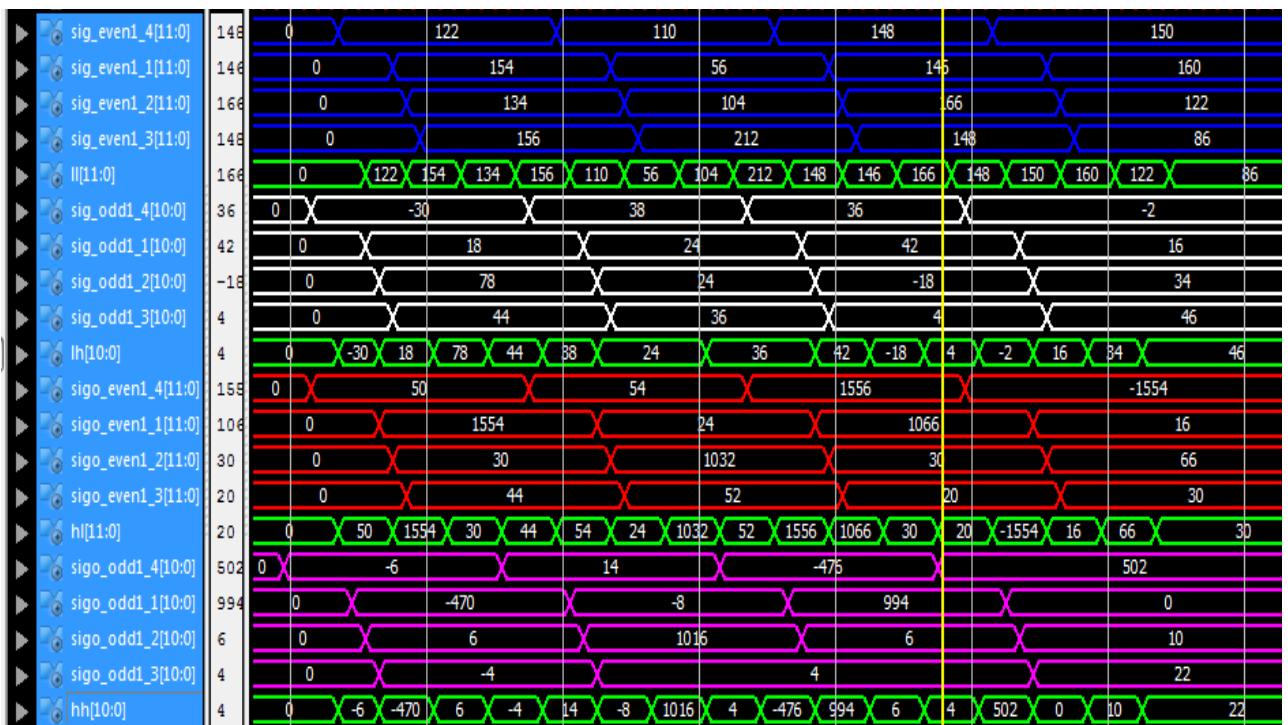 sig_even1_4[11:0] 148 0 122 110 148 150
sig_even1_1[11:0] 146 0 154 56 146 160
sig_even1_2[11:0] 166 0 134 104 166 122
sig_even1_3[11:0] 148 0 156 212 148 86
ll[11:0] 166 0 122 154 134 156 110 56 104 212 148 146 166 148 150 160 122 86
sig_odd1_4[10:0] 36 0 -30 38 36 -2
sig_odd1_1[10:0] 42 0 18 24 42 16
sig_odd1_2[10:0] -18 0 78 24 -18 34
sig_odd1_3[10:0] 4 0 44 36 4 46
lh[10:0] 4 0 -30 18 78 44 38 24 36 42 -18 4 -2 16 34 46
sigo_even1_4[11:0] 155 0 50 54 1556 -1554
sigo_even1_1[11:0] 106 0 1554 24 1066 16
sigo_even1_2[11:0] 30 0 30 1032 30 66
sigo_even1_3[11:0] 20 0 44 52 20 30
hl[11:0] 20 0 50 1554 30 44 54 24 1032 52 1556 1066 30 20 -1554 16 66 30
sigo_odd1_4[10:0] 502 0 -6 14 -476 502
sigo_odd1_1[10:0] 994 0 -470 -8 994 0
sigo_odd1_2[10:0] 6 0 6 1016 6 10
sigo_odd1_3[10:0] 4 0 -4 4 22
hh[10:0] 4 0 -6 -470 6 -4 14 -8 1016 4 -476 994 6 4 502 0 10 22